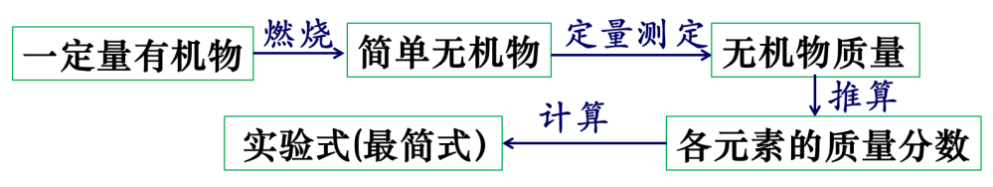 一定量有机物 燃烧 简单无机物 定量测定 无机物质量
推算
实验式(最简式） 计算 各元素的质量分数